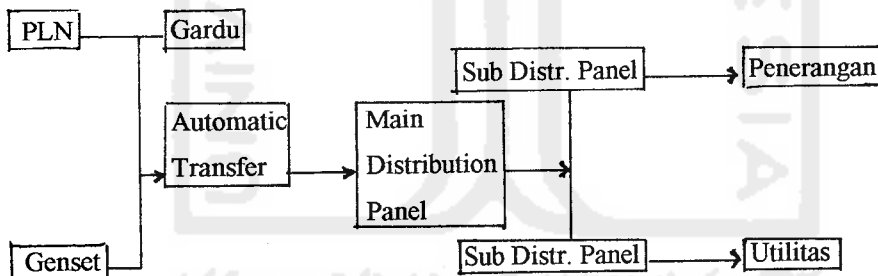 PLN
Gardu
Sub Distr. Panel
Penerangan
Automatic
Transfer
Main
Distribution
Panel
Genset
Sub Distr. Panel
Utilitas